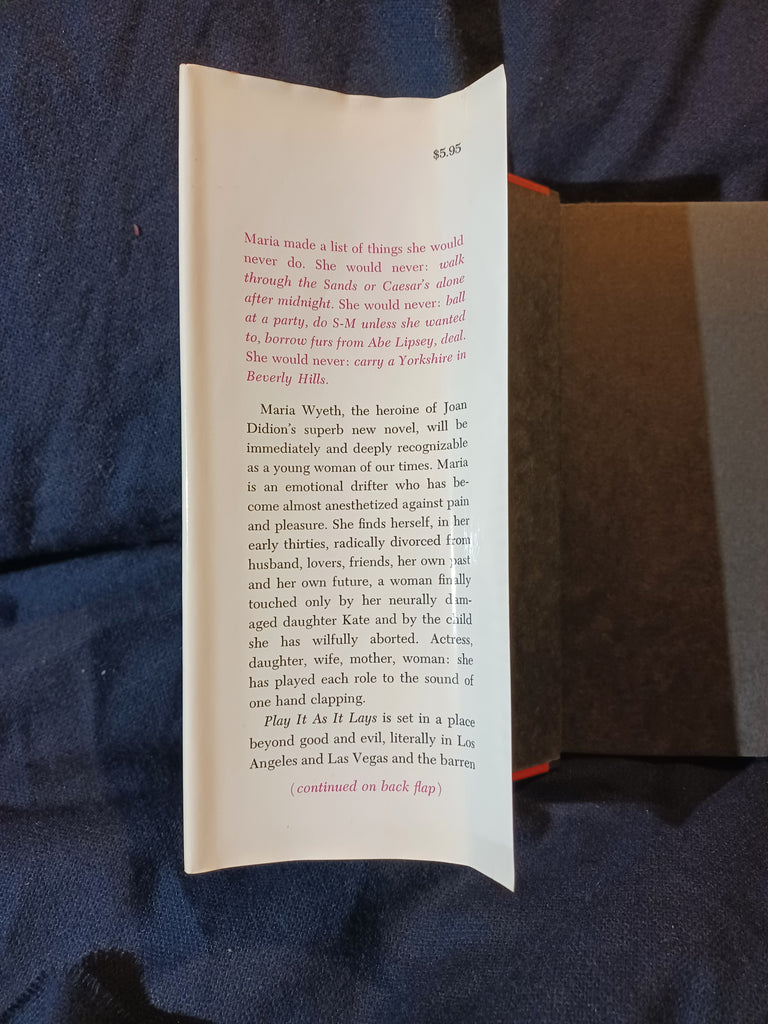 $5.95
Maria made a list of things she would
never do. She would never: walk
through the Sands or Caesar's alone
after midnight. She would never: ball
at a party, do S-M unless she wanted
to, borrow furs from Abe Lipsey, deal.
She would never: carry a Yorkshire in
Beverly Hills.
Maria Wyeth, the heroine of Joan
Didion's superb new novel, will be
immediately and deeply recognizable
as a young woman of our times. Maria
is an emotional drifter who has be-
come almost anesthetized against pain
and pleasure. She finds herself, in her
early thirties, radically divorced from
husband, lovers, friends, her own past
and her own future, a woman finally
touched only by her neurally dam-
aged daughter Kate and by the child
she has wilfully aborted. Actress,
daughter, wife, mother, woman: she
has played each role to the sound of
one hand clapping.
Play It As It Lays is set in a place
beyond good and evil, literally in Los
Angeles and Las Vegas and the barren
(continued on back flap)